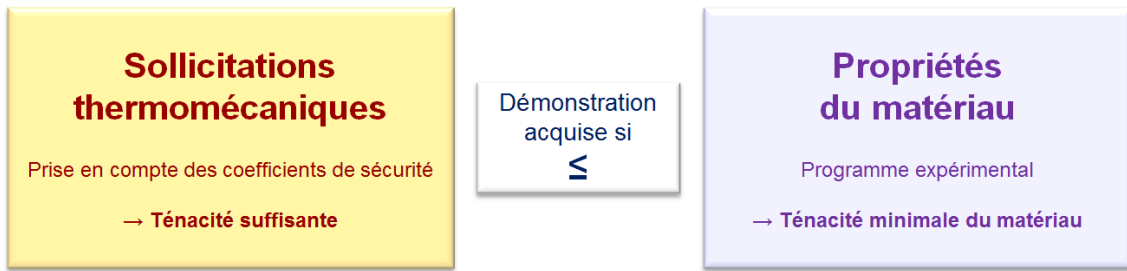 Sollicitations
thermomécaniques
Prise en compte des coefficients de sécurité
→ Ténacité suffisante
Démonstration
acquise si
≤
Propriétés
du matériau
Programme expérimental
→ Ténacité minimale du matériau